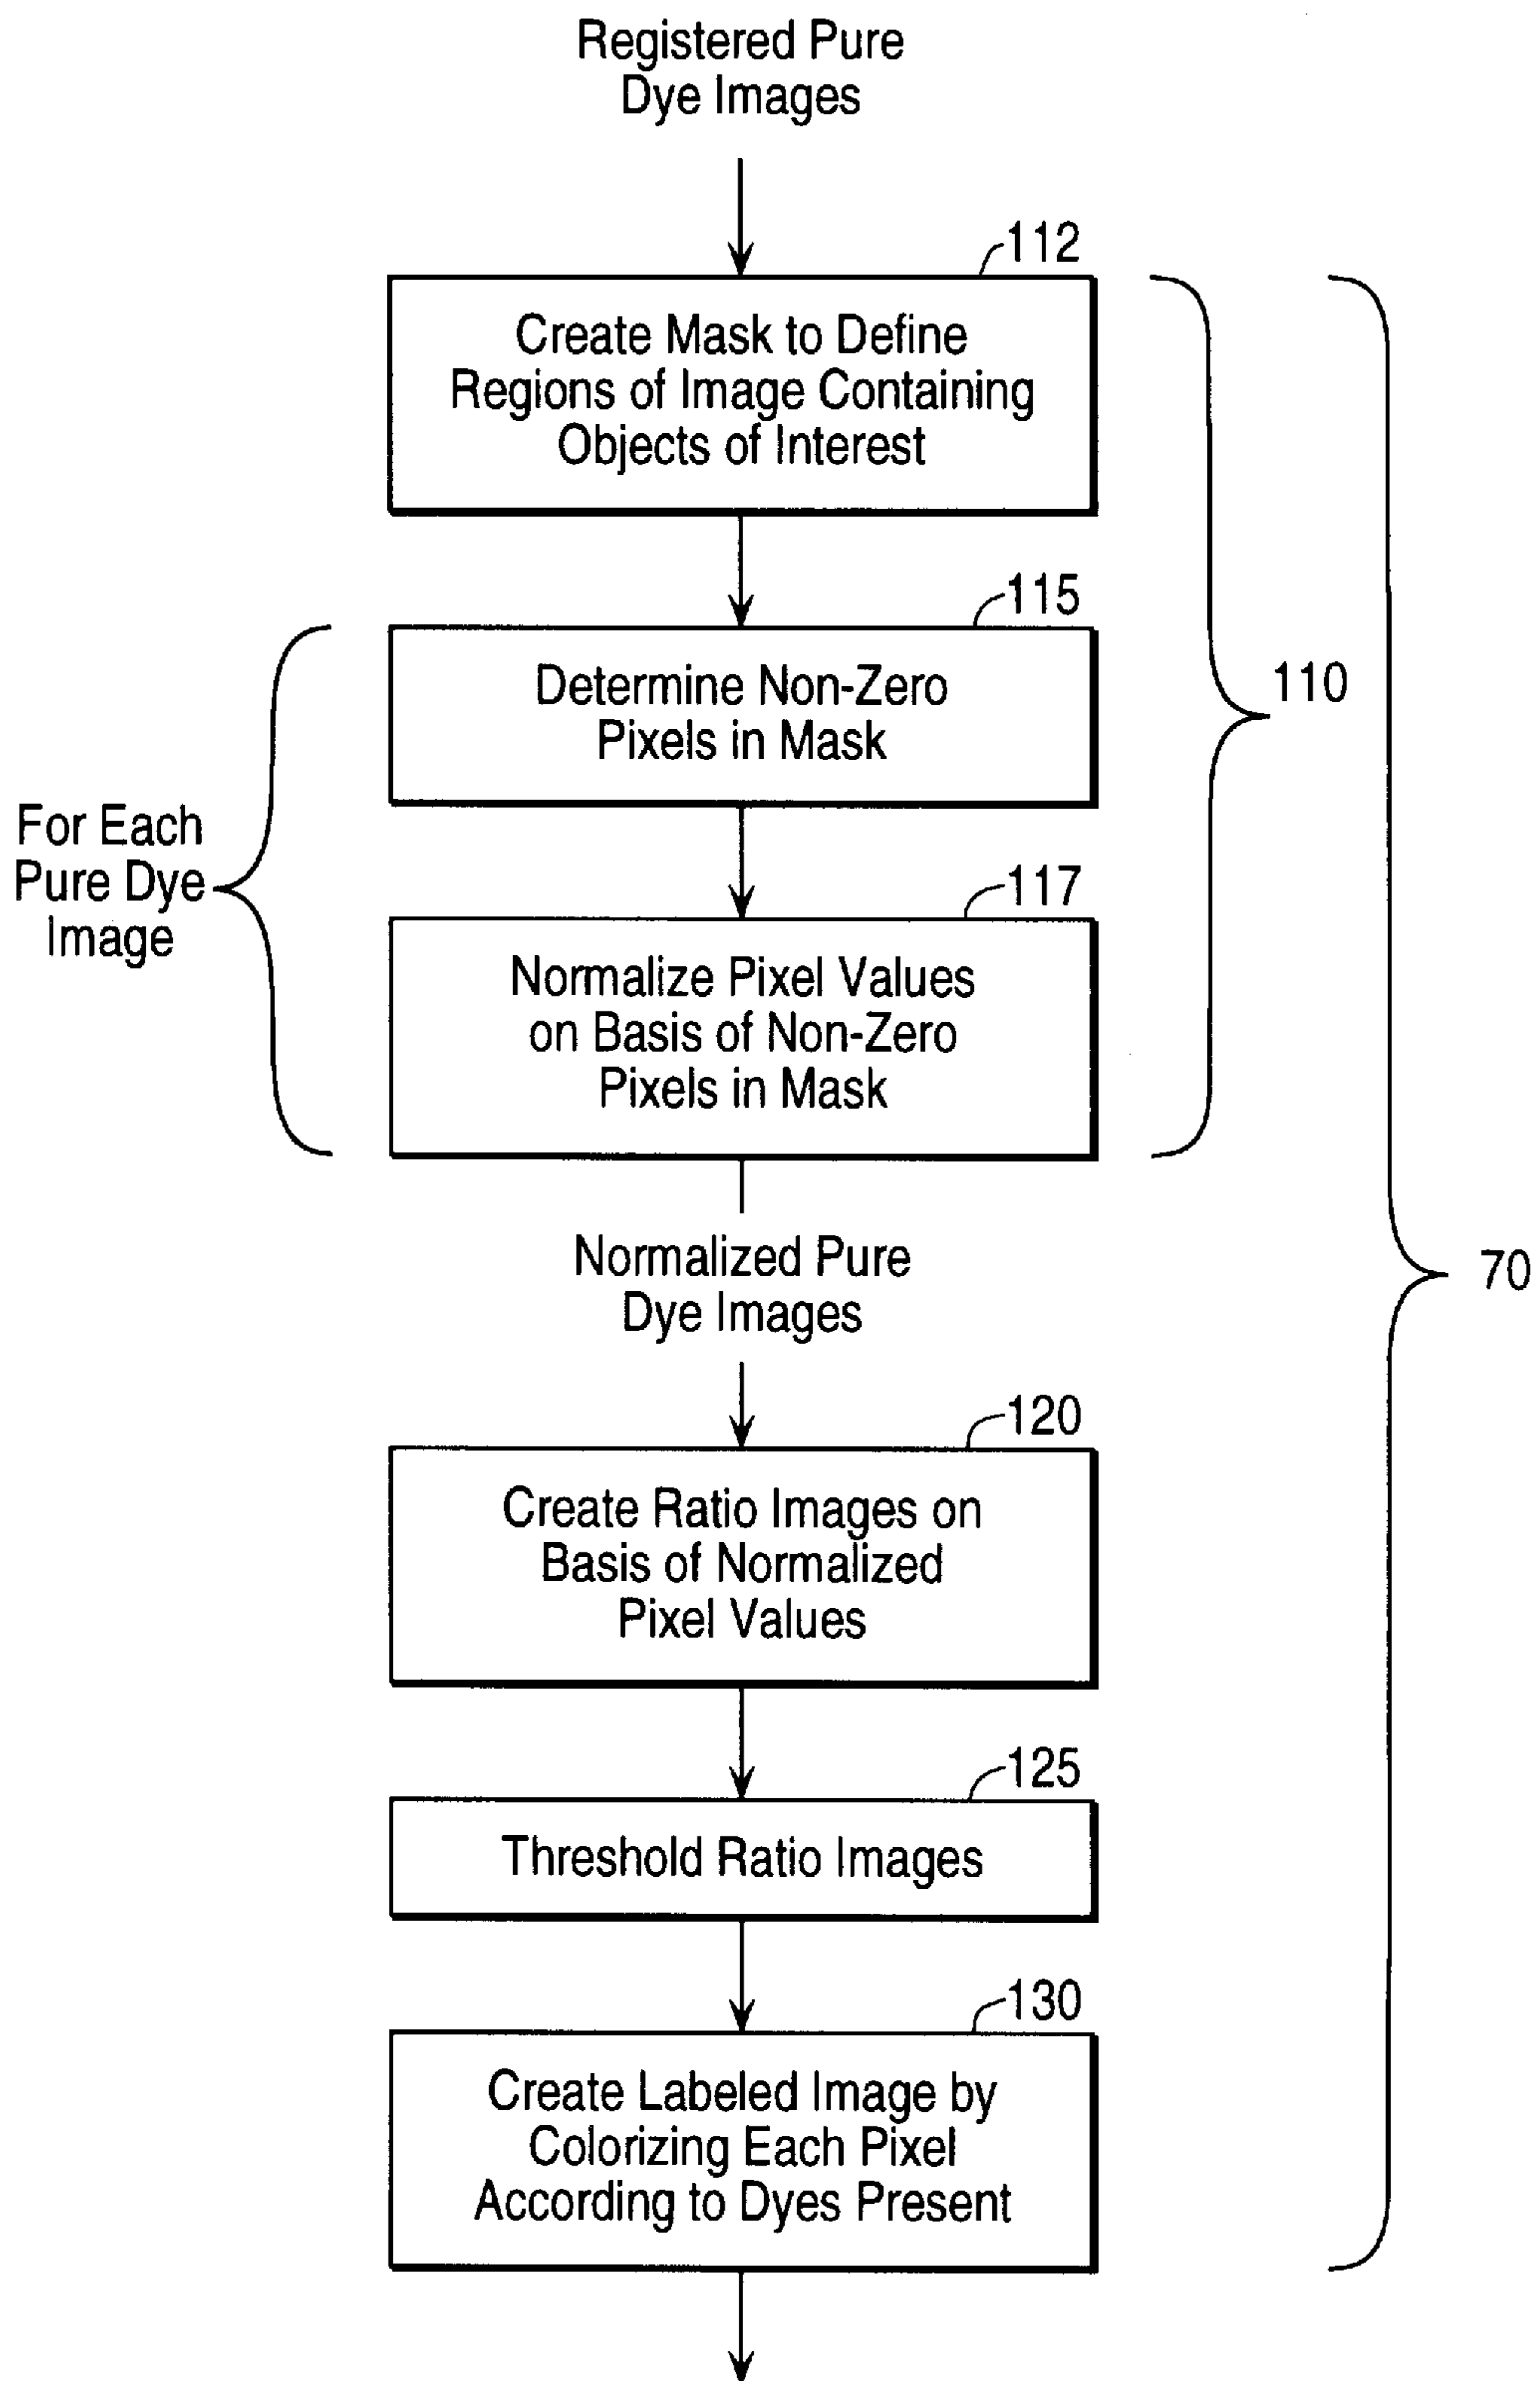 Registered Pure
Dye Images
112
Create Mask to Define
Regions of Image Containing
Objects of Interest
115
Determine Non-Zero
Pixels in Mask
110
For Each
Pure Dye
Image
117
Normalize Pixel Values
on Basis of Non-Zero
Pixels in Mask
Normalized Pure
Dye Images
70
120
Create Ratio Images on
Basis of Normalized
Pixel Values
125
Threshold Ratio Images
130
Create Labeled Image by
Colorizing Each Pixel
According to Dyes Present